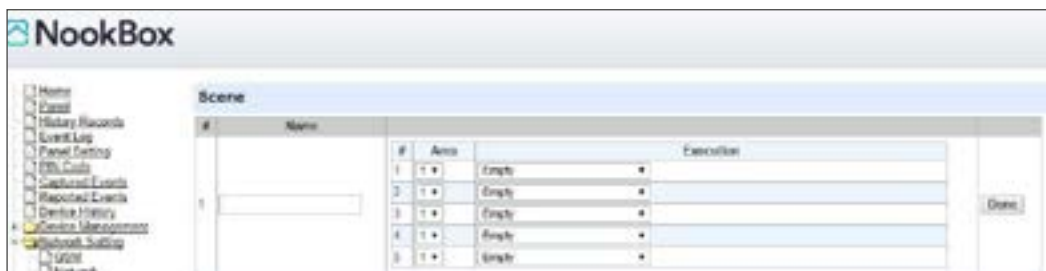 NookBox
Home
Panel
History Records
Event Log
Panel Setting
PIN Code
Captured Events
Reported Events
Device History
Device Management
Network Setting
GSM
Network
Scene
# Name
# Area Execution
1
1 1 Empty
2 1 Empty
3 1 Empty
4 1 Empty
5 1 Empty
Done